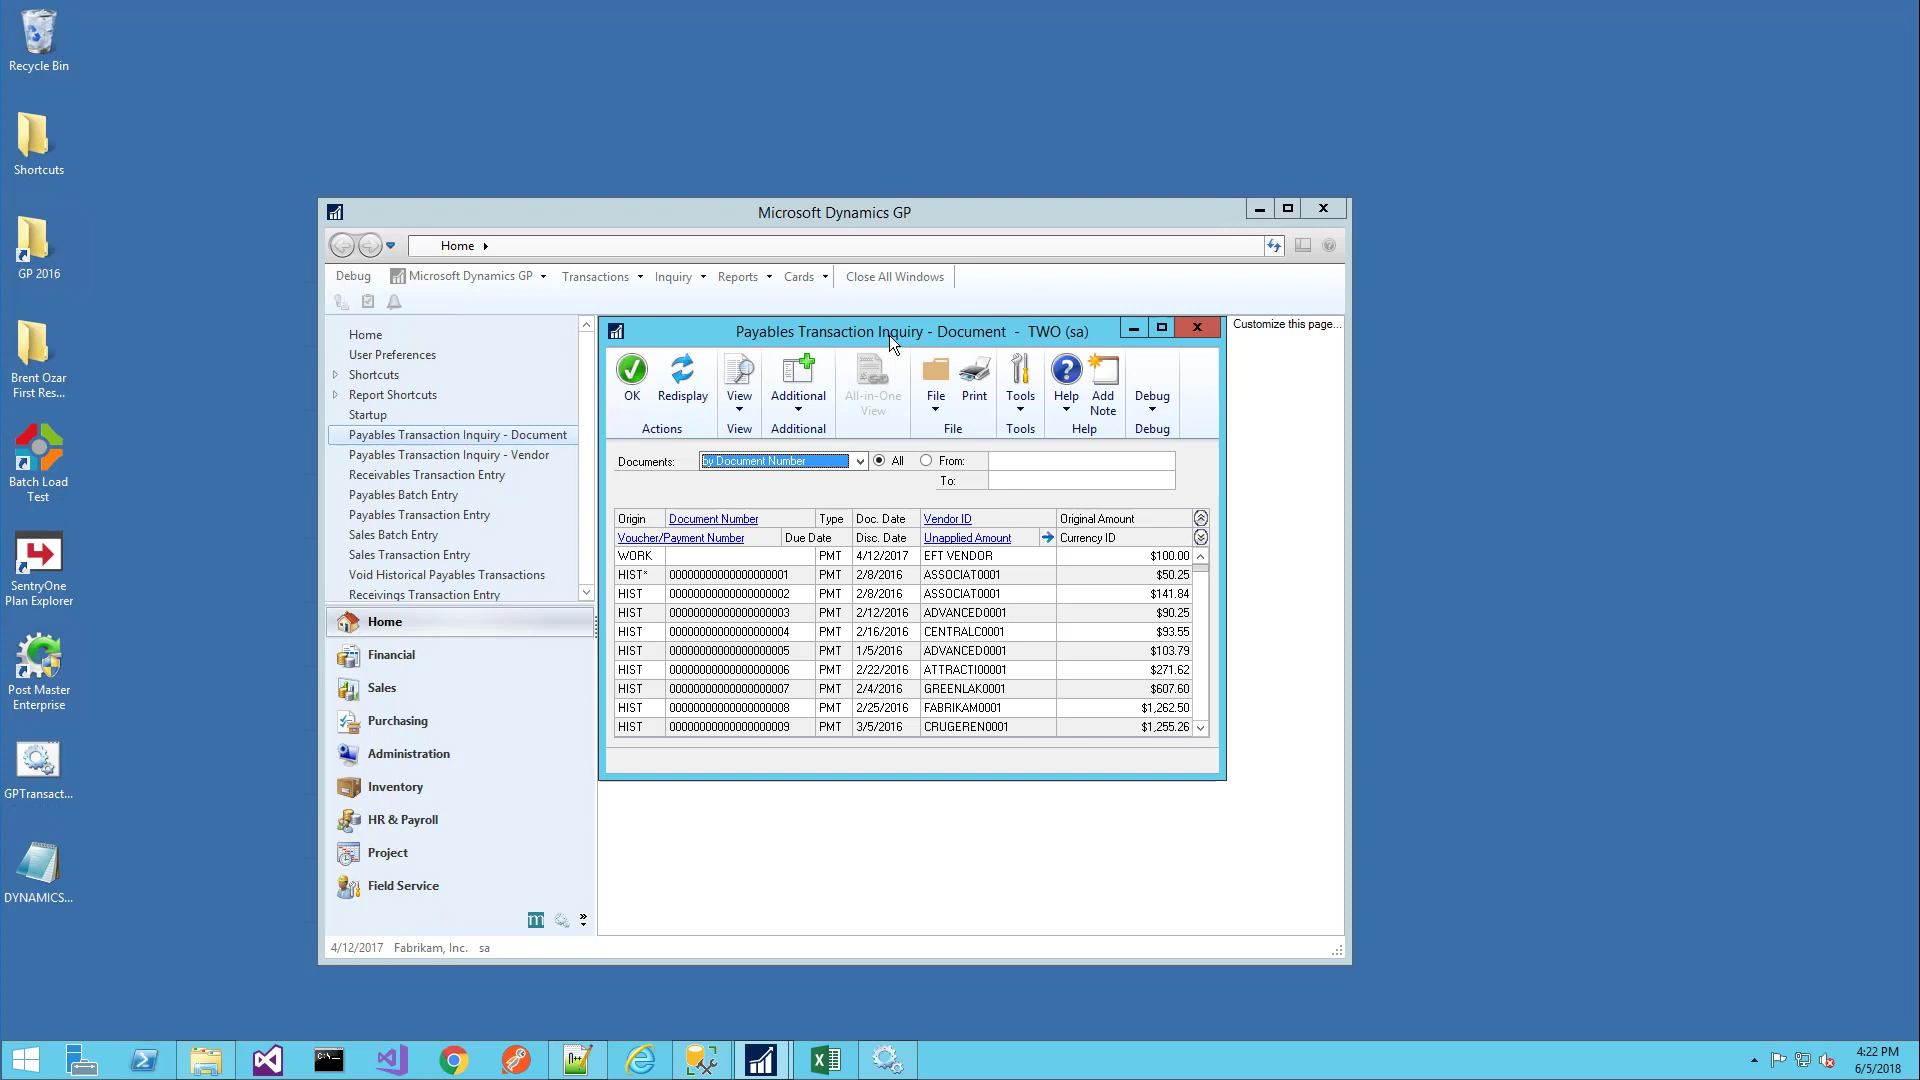 Recycle Bin
Shortcuts
GP 2016
Brent Ozar
First Res...
Batch Load
Test
SentryOne
Plan Explorer
Post Master
Enterprise
GPTransact...
DYNAMICS...
Microsoft Dynamics GP
Home
Debug Microsoft Dynamics GP Transactions Inquiry Reports Cards Close All Windows
Home
User Preferences
Shortcuts
Report Shortcuts
Startup
Payables Transaction Inquiry - Document
Payables Transaction Inquiry - Vendor
Receivables Transaction Entry
Payables Batch Entry
Payables Transaction Entry
Sales Batch Entry
Sales Transaction Entry
Void Historical Payables Transactions
Receivings Transaction Entry
Home
Financial
Sales
Purchasing
Administration
Inventory
HR & Payroll
Project
Field Service
Customize this page...
Payables Transaction Inquiry - Document - TWO (sa)
OK Redisplay View Additional All-in-One View File Print Tools Help Add Note Debug
Actions View Additional File Tools Help Debug
Documents: by Document Number All From:
To:
Origin Document Number Type Doc. Date Vendor ID Original Amount
Voucher/Payment Number Due Date Disc. Date Unapplied Amount Currency ID
WORK PMT 4/12/2017 EFT VENDOR $100.00
HIST* 00000000000000000001 PMT 2/8/2016 ASSOCIAT0001 $50.25
HIST 00000000000000000002 PMT 2/8/2016 ASSOCIAT0001 $141.84
HIST 00000000000000000003 PMT 2/12/2016 ADVANCED0001 $90.25
HIST 00000000000000000004 PMT 2/16/2016 CENTRALC0001 $93.55
HIST 00000000000000000005 PMT 1/5/2016 ADVANCED0001 $103.79
HIST 00000000000000000006 PMT 2/22/2016 ATTRACTI00001 $271.62
HIST 00000000000000000007 PMT 2/4/2016 GREENLAK0001 $607.60
HIST 00000000000000000008 PMT 2/25/2016 FABRIKAM0001 $1,262.50
HIST 00000000000000000009 PMT 3/5/2016 CRUGEREN0001 $1,255.26
m
4/12/2017 Fabrikam, Inc. sa
4:22 PM
6/5/2018